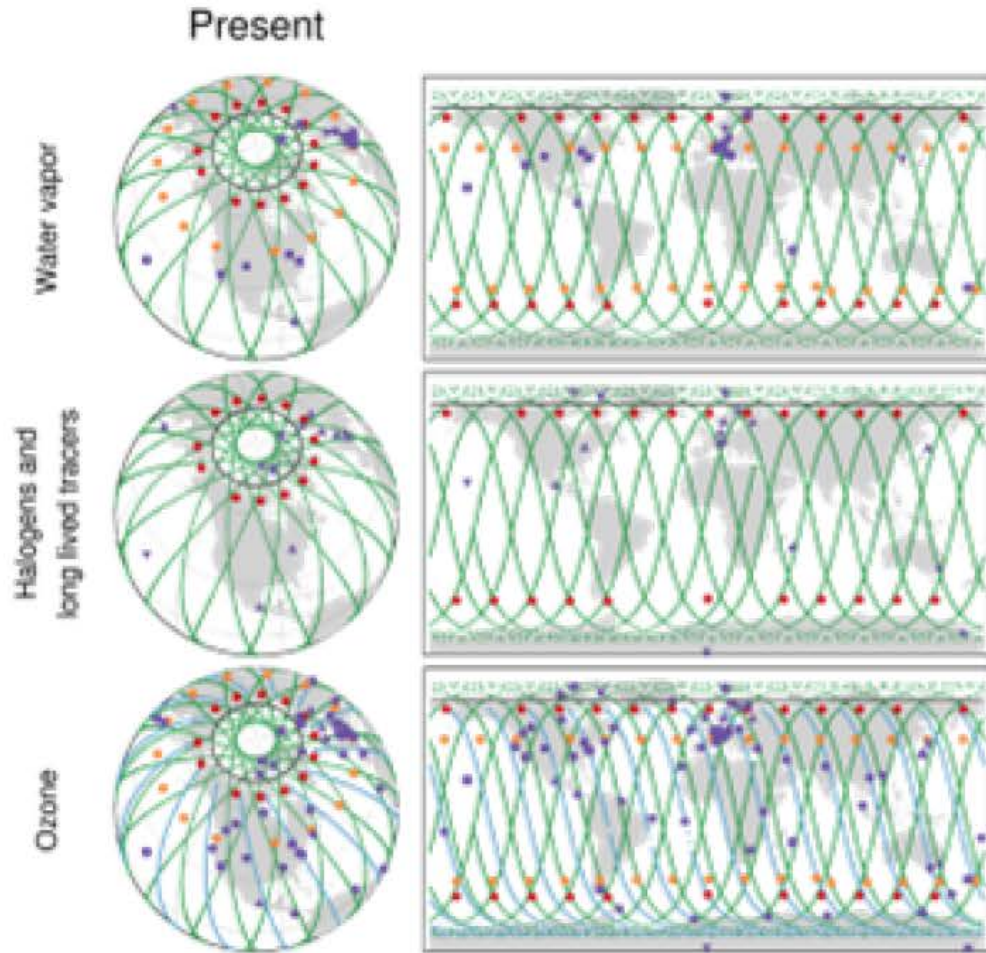 Present
Water vapor
Halogens and
long lived tracers
Ozone